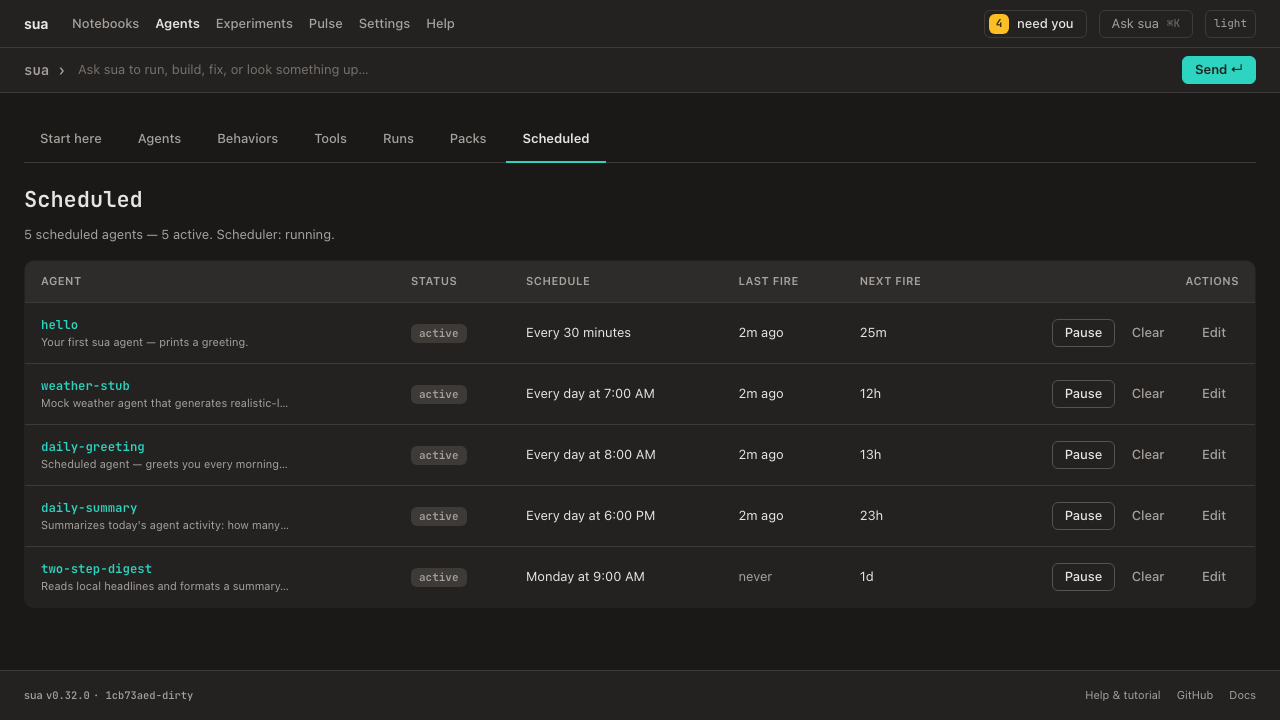 sua Notebooks Agents Experiments Pulse Settings Help 4 need you Ask sua ⌘K light
sua › Ask sua to run, build, fix, or look something up… Send ↵
Start here Agents Behaviors Tools Runs Packs Scheduled
Scheduled
5 scheduled agents — 5 active. Scheduler: running.
AGENT STATUS SCHEDULE LAST FIRE NEXT FIRE ACTIONS
hello active Every 30 minutes 2m ago 25m Pause Clear Edit
Your first sua agent — prints a greeting.
weather-stub active Every day at 7:00 AM 2m ago 12h Pause Clear Edit
Mock weather agent that generates realistic-l…
daily-greeting active Every day at 8:00 AM 2m ago 13h Pause Clear Edit
Scheduled agent — greets you every morning…
daily-summary active Every day at 6:00 PM 2m ago 23h Pause Clear Edit
Summarizes today's agent activity: how many…
two-step-digest active Monday at 9:00 AM never 1d Pause Clear Edit
Reads local headlines and formats a summary…
sua v0.32.0 · 1cb73aed-dirty Help & tutorial GitHub Docs